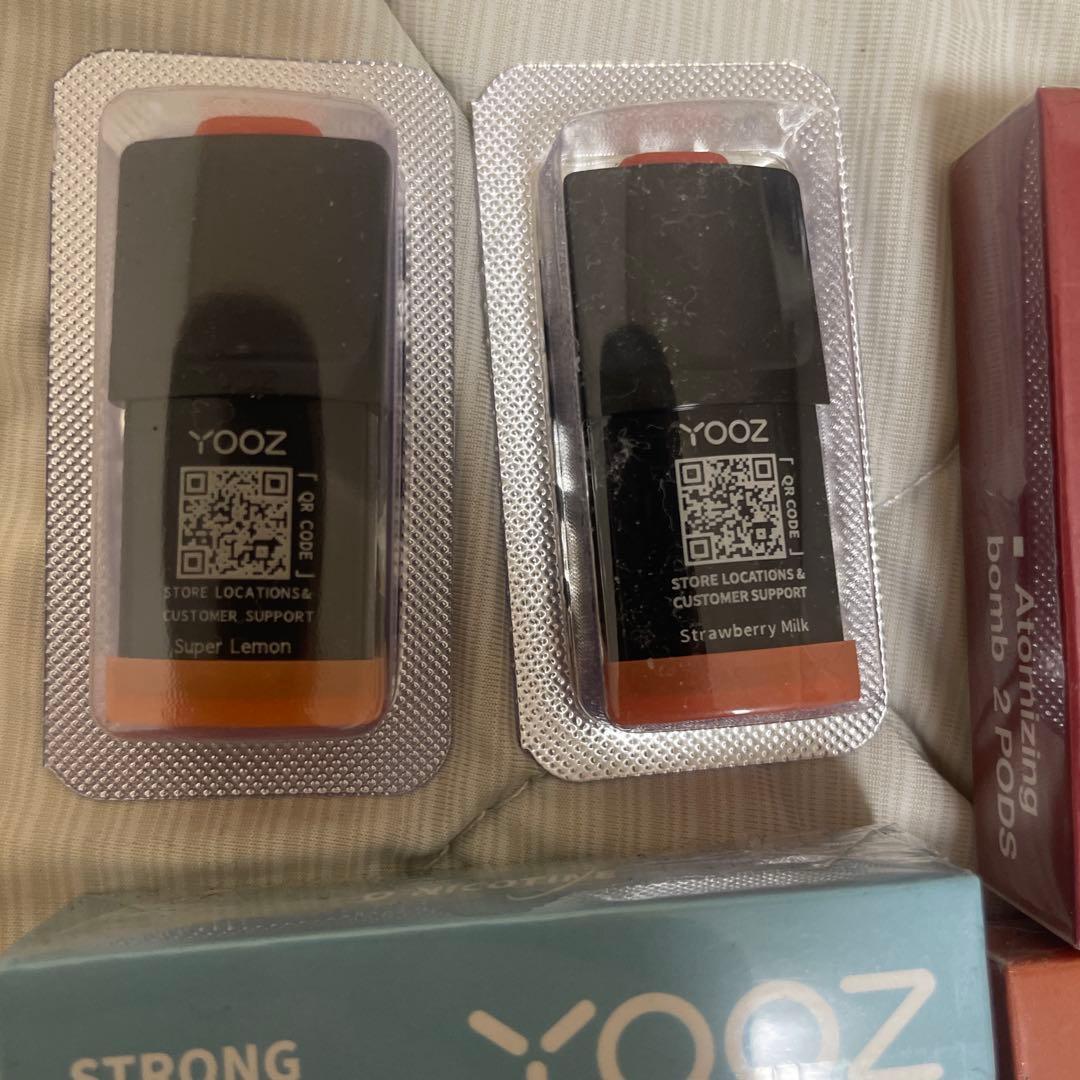 YOOZ
QR CODE
STORE LOCATIONS&
CUSTOMER SUPPORT
Super Lemon
YOOZ
QR CODE
STORE LOCATIONS&
CUSTOMER SUPPORT
Strawberry Milk
Atomizing
bomb 2 PODS
NICOTINE
STRONG
YOOZ